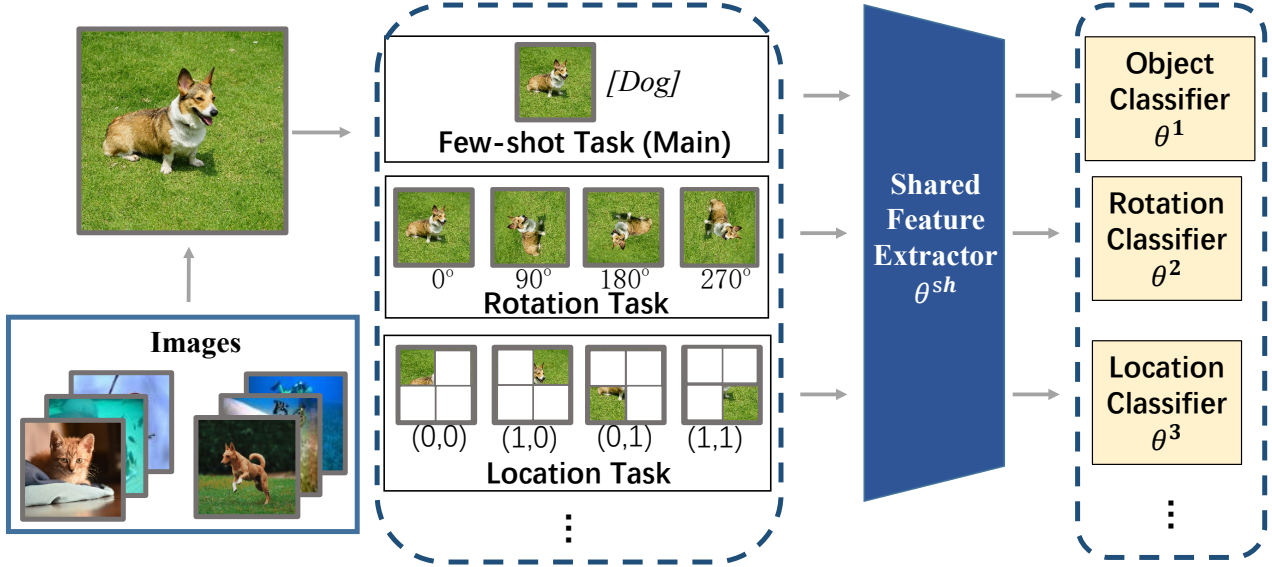 Images
[Dog]
Few-shot Task (Main)
0° 90° 180° 270°
Rotation Task
(0,0) (1,0) (0,1) (1,1)
Location Task
⋮
Shared
Feature
Extractor
θ^sh
Object
Classifier
θ^1
Rotation
Classifier
θ^2
Location
Classifier
θ^3
⋮